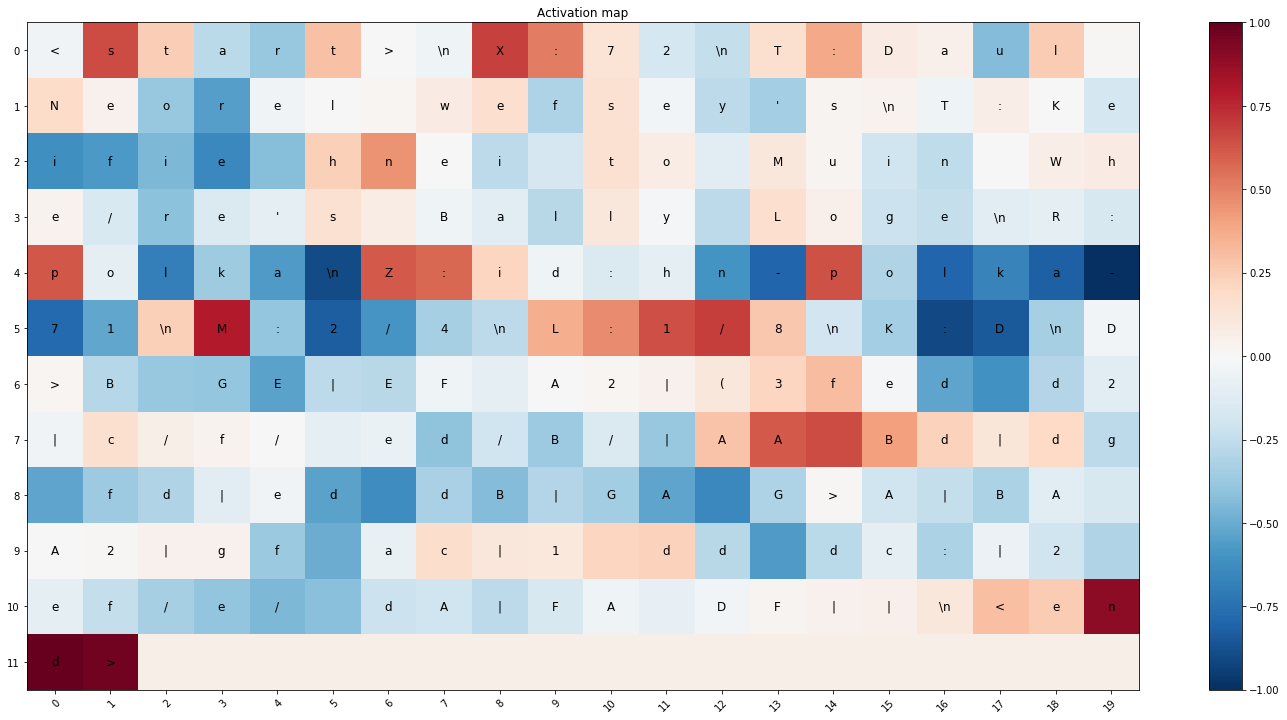 Activation map
0 < s t a r t > \n X : 7 2 \n T : D a u l
1 N e o r e l w e f s e y ' s \n T : K e
2 i f i e h n e i t o M u i n W h
3 e / r e ' s B a l l y L o g e \n R :
4 p o l k a \n Z : i d : h n - p o l k a -
5 7 1 \n M : 2 / 4 \n L : 1 / 8 \n K : D \n D
6 > B G E | E F A 2 | ( 3 f e d d 2
7 | c / f / e d / B / | A A B d | d g
8 f d | e d d B | G A G > A | B A
9 A 2 | g f a c | 1 d d d c : | 2
10 e f / e / d A | F A D F | | \n < e n
11 d >
0 1 2 3 4 5 6 7 8 9 10 11 12 13 14 15 16 17 18 19
1.00
0.75
0.50
0.25
0.00
−0.25
−0.50
−0.75
−1.00